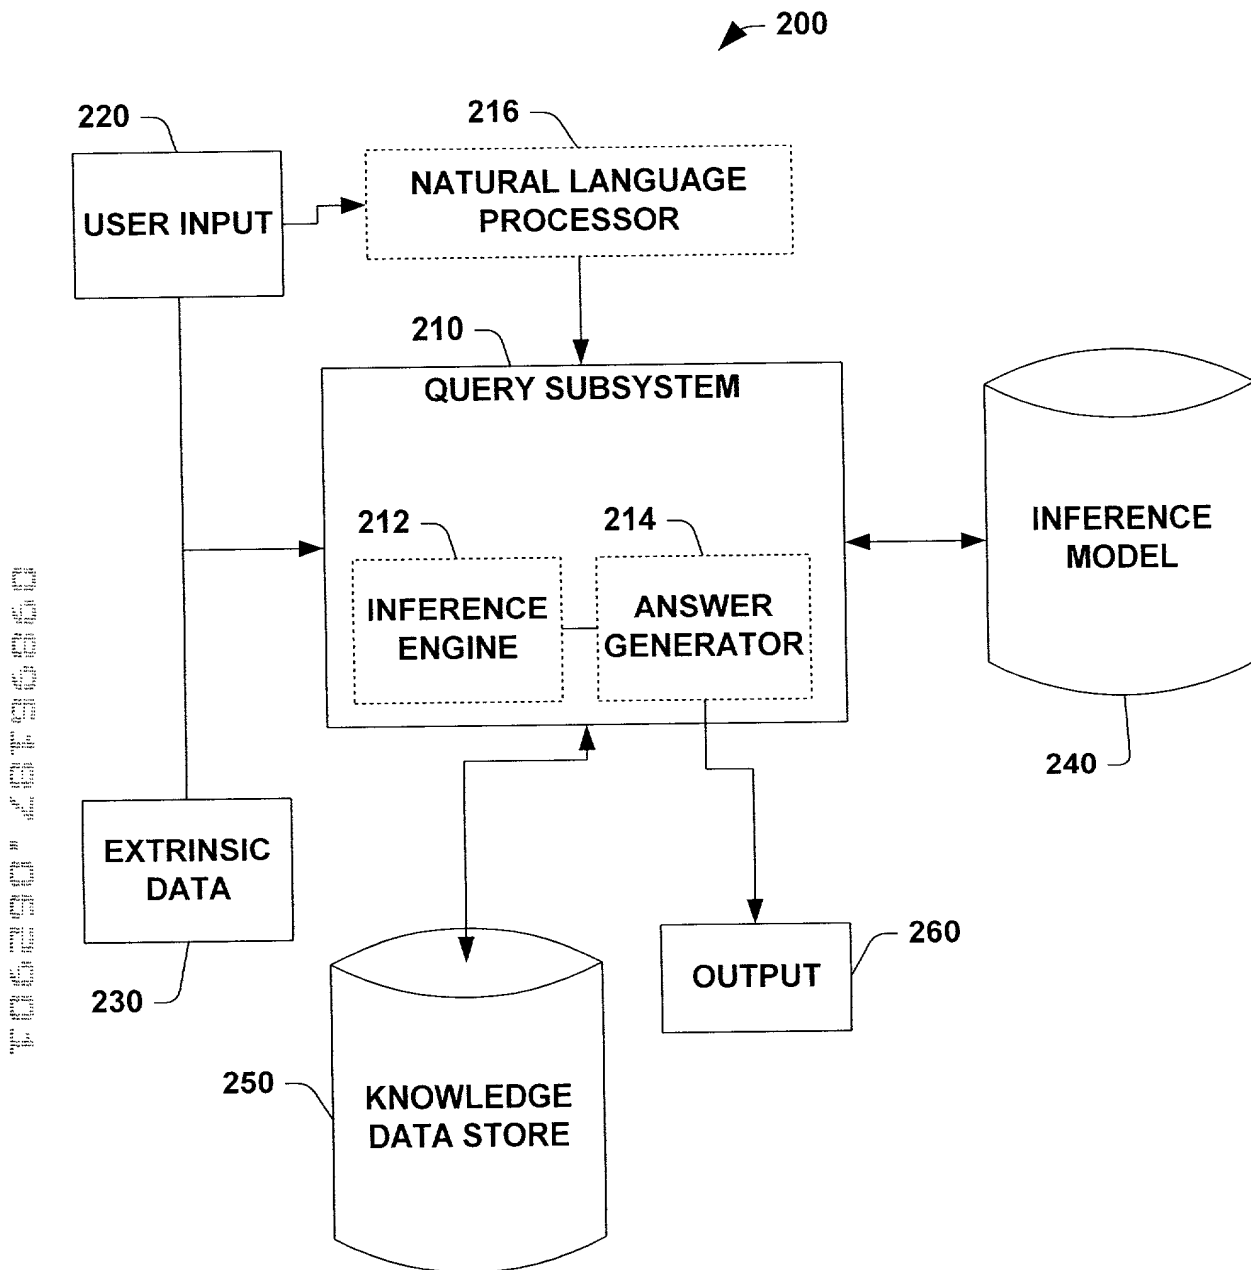 200
220
216
USER INPUT
NATURAL LANGUAGE
PROCESSOR
210
QUERY SUBSYSTEM
212
214
INFERENCE
ENGINE
ANSWER
GENERATOR
INFERENCE
MODEL
240
EXTRINSIC
DATA
230
OUTPUT
260
250
KNOWLEDGE
DATA STORE